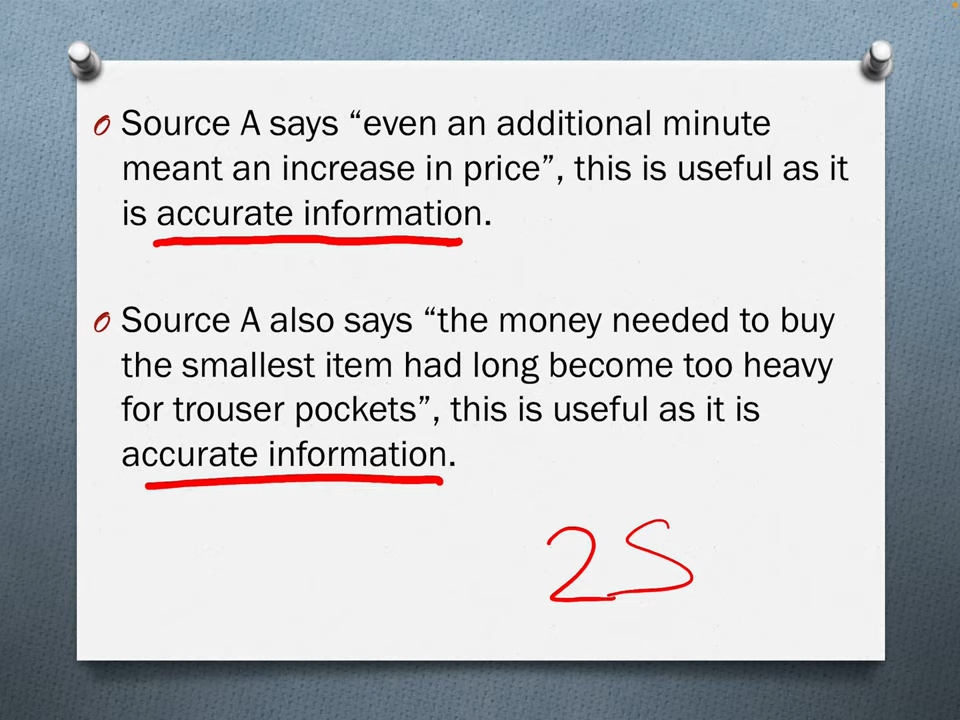 Source A says “even an additional minute
meant an increase in price”, this is useful as it
is accurate information.
Source A also says “the money needed to buy
the smallest item had long become too heavy
for trouser pockets”, this is useful as it is
accurate information.
2S